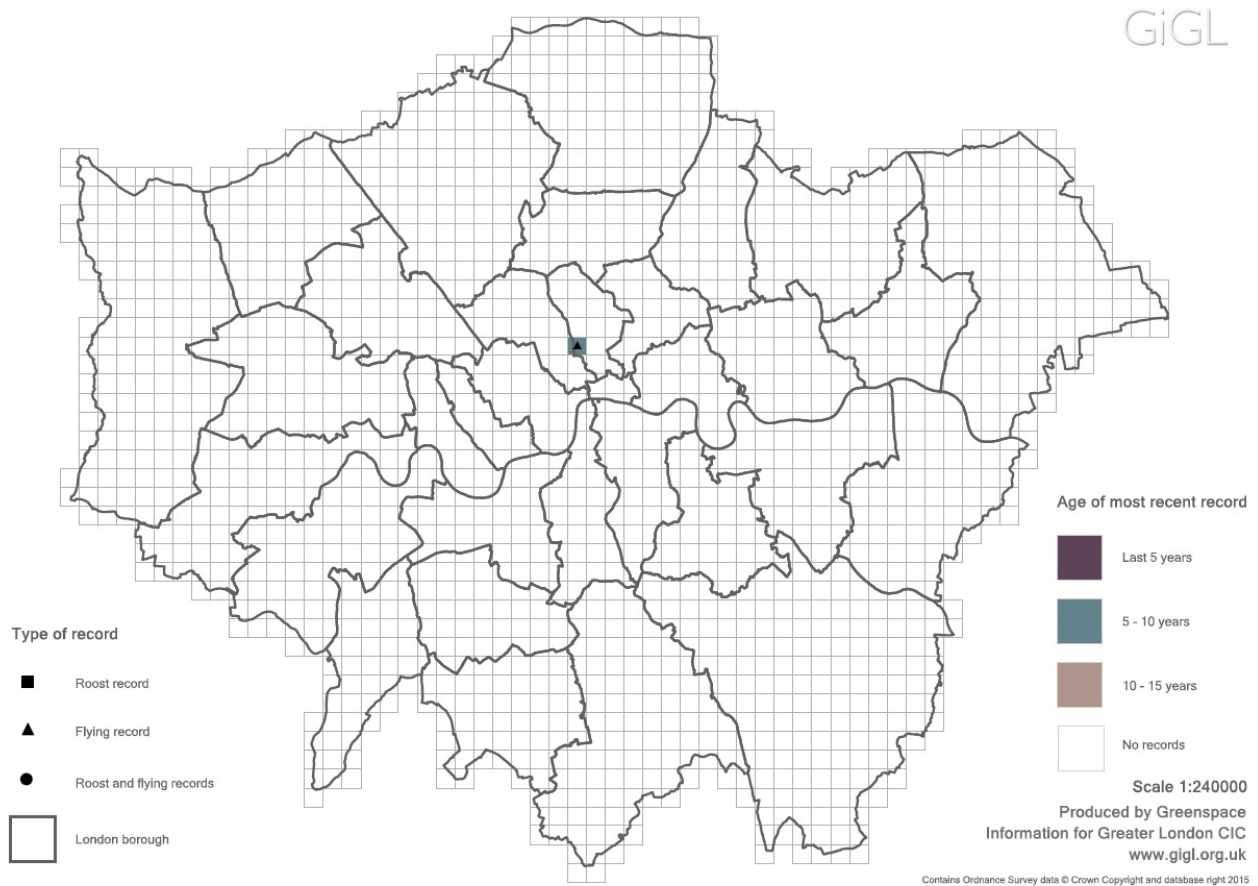 GiGL
Age of most recent record
Last 5 years
5 - 10 years
10 - 15 years
No records
Type of record
Roost record
Flying record
Roost and flying records
London borough
Scale 1:240000
Produced by Greenspace
Information for Greater London CIC
www.gigl.org.uk
Contains Ordnance Survey data © Crown Copyright and database right 2015